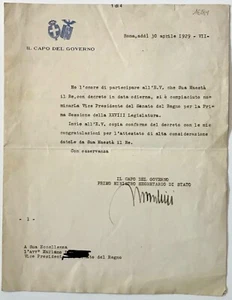 IL CAPO DEL GOVERNO
Roma, addì 30 aprile 1929 -VII-
Ho l'onore di partecipare all'E.V. che Sua Maestà
il Re, con decreto in data odierna, si è compiaciuto no-
minarLa Vice Presidente del Senato del Regno per la Pri-
ma Sessione della XVIII Legislatura.
Invio all'E.V. copia conforme del decreto con le mie
congratulazioni per l'attestato di alta considerazione
datole da Sua Maestà il Re.
Con osservanza
IL CAPO DEL GOVERNO
PRIMO MINISTRO SEGRETARIO DI STATO
Mussolini
A Sua Eccellenza
l'avv° Mariano
Vice Presidente del Regno